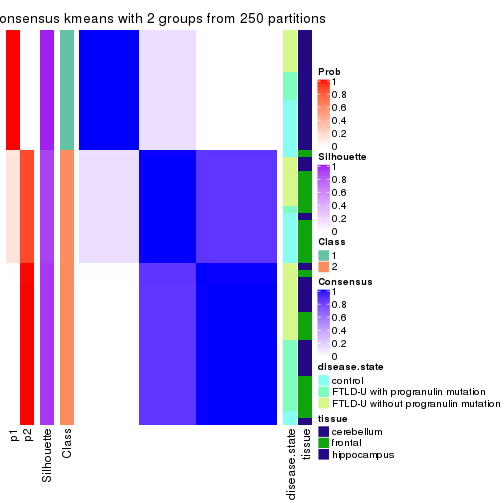 onsensus kmeans with 2 groups from 250 partitions
Prob
1
0.8
0.6
0.4
0.2
0
Silhouette
1
0.8
0.6
0.4
0.2
0
Class
1
2
Consensus
1
0.8
0.6
0.4
0.2
0
disease.state
control
FTLD-U with progranulin mutation
FTLD-U without progranulin mutation
tissue
cerebellum
frontal
hippocampus
p1
p2
Silhouette
Class
disease.state
tissue